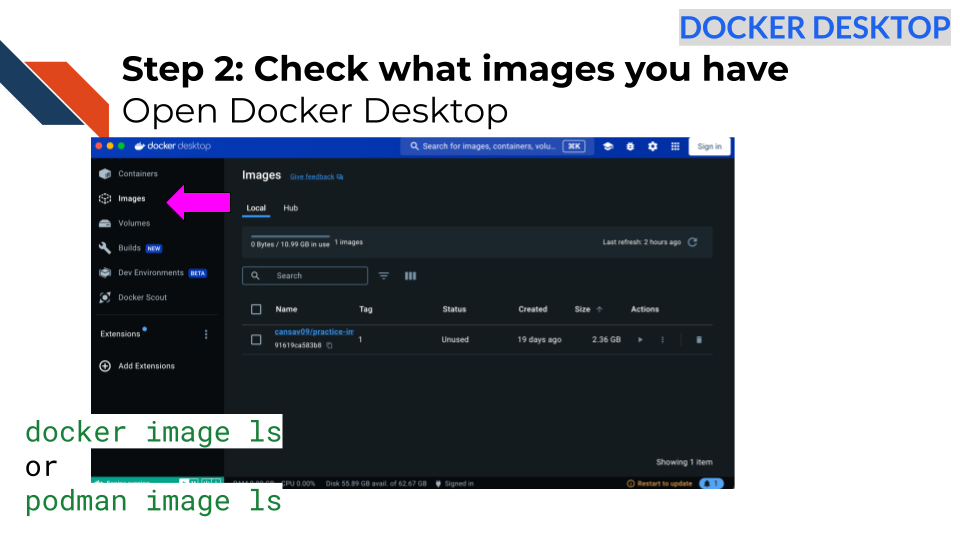 DOCKER DESKTOP
Step 2: Check what images you have
Open Docker Desktop
docker desktop
Search for images, containers, volu... ⌘K
Sign in
Containers
Images
Volumes
Builds NEW
Dev Environments BETA
Docker Scout
Extensions
Add Extensions
Images Give feedback
Local Hub
0 Bytes / 10.99 GB in use 1 images
Last refresh: 2 hours ago
Search
Name Tag Status Created Size Actions
cansav09/practice-im
91619ca583b8 1 Unused 19 days ago 2.36 GB
Showing 1 item
CPU 0.00% Disk 55.89 GB avail. of 62.67 GB Signed in
Restart to update 1
docker image ls
or
podman image ls